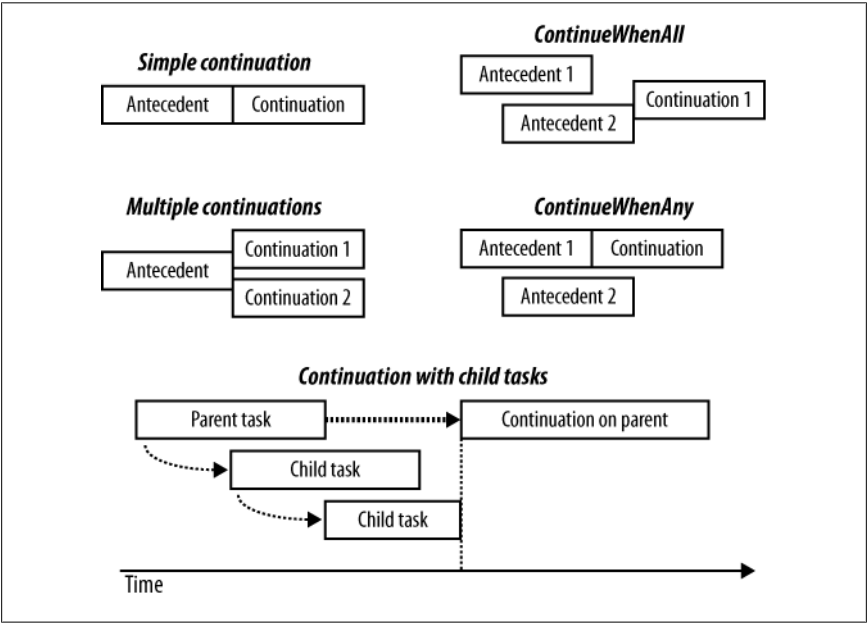 Simple continuation
Antecedent
Continuation
ContinueWhenAll
Antecedent 1
Antecedent 2
Continuation 1
Multiple continuations
Antecedent
Continuation 1
Continuation 2
ContinueWhenAny
Antecedent 1
Continuation
Antecedent 2
Continuation with child tasks
Parent task
Continuation on parent
Child task
Child task
Time